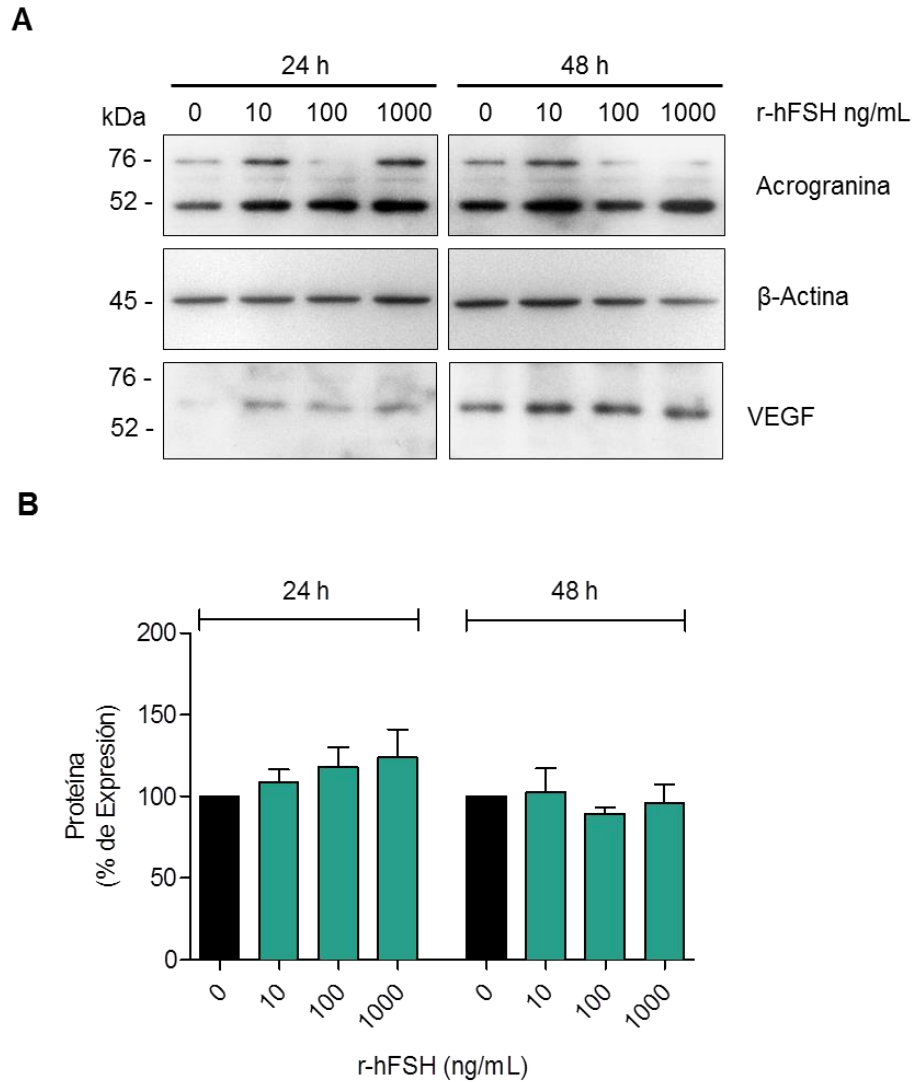 A
24 h 48 h
kDa 0 10 100 1000 0 10 100 1000 r-hFSH ng/mL
76 -
Acrogranina
52 -
45 - β-Actina
76 -
VEGF
52 -
B
24 h 48 h
200
150
100
50
0
Proteína
(% de Expresión)
0 10 100 1000 0 10 100 1000
r-hFSH (ng/mL)